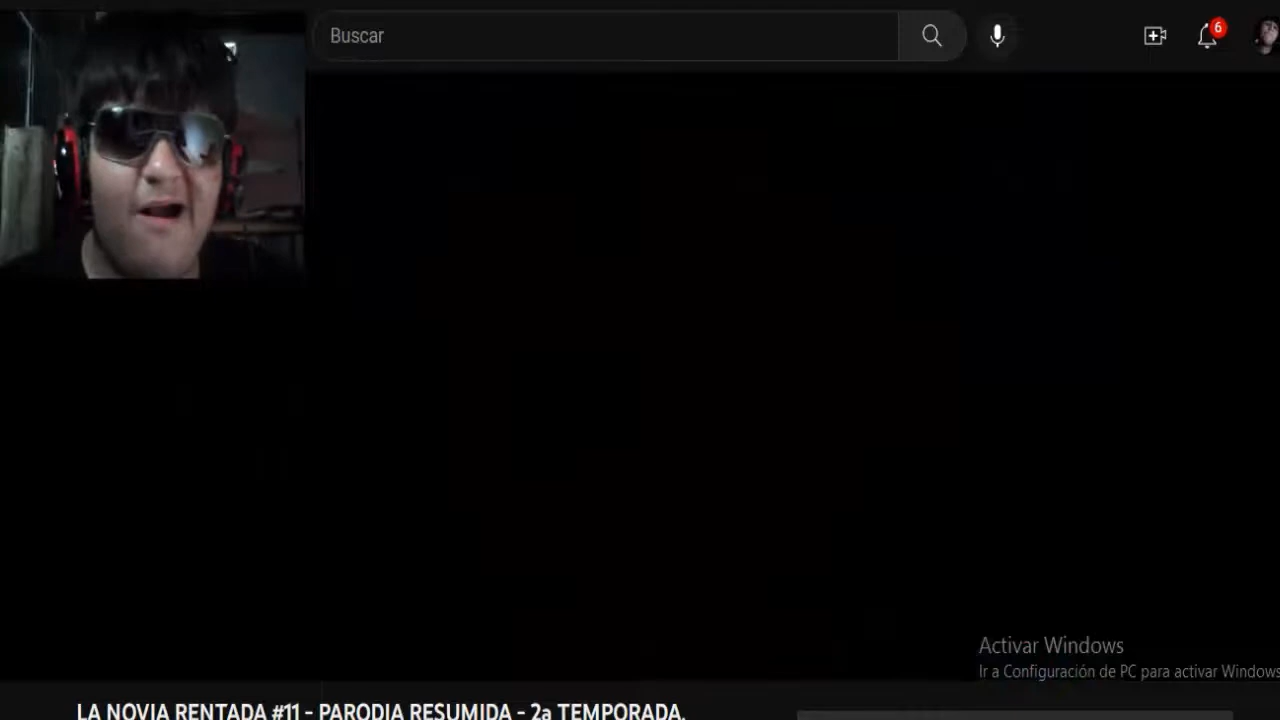 Buscar
6
Activar Windows
Ir a Configuración de PC para activar Windows
LA NOVIA RENTADA #11 - PARODIA RESUMIDA - 2a TEMPORADA.